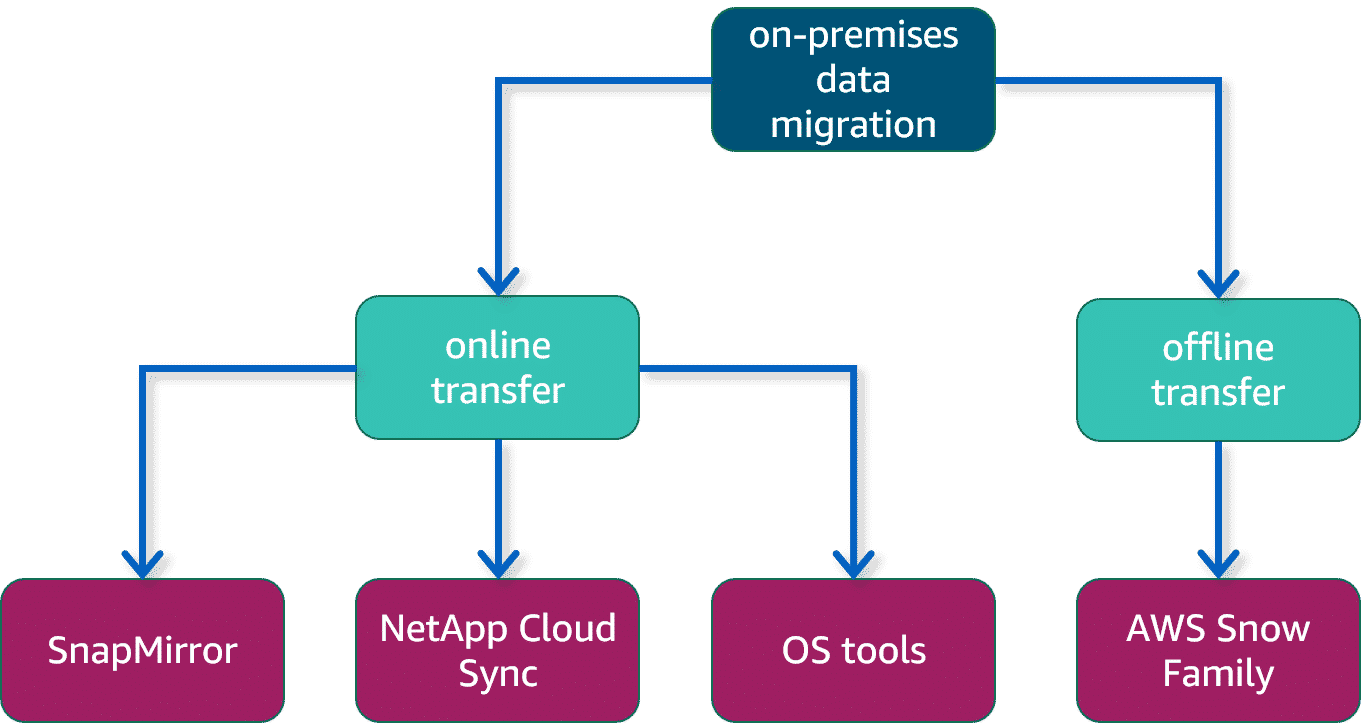 on-premises
data
migration
online
transfer
offline
transfer
SnapMirror
NetApp Cloud
Sync
OS tools
AWS Snow
Family